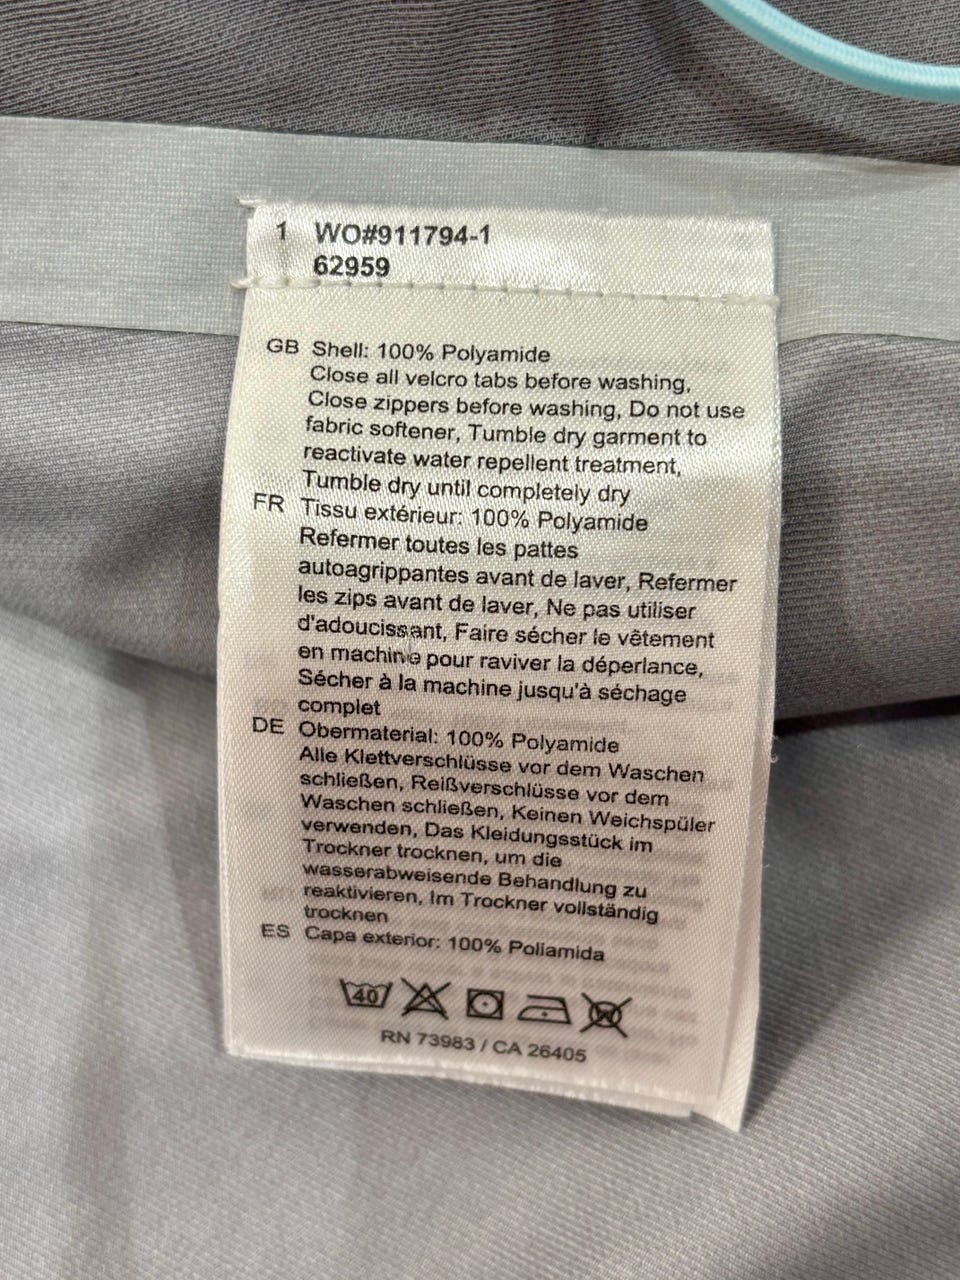 1 WO#911794-1
62959
GB Shell: 100% Polyamide
Close all velcro tabs before washing,
Close zippers before washing, Do not use
fabric softener, Tumble dry garment to
reactivate water repellent treatment,
Tumble dry until completely dry
FR Tissu extérieur: 100% Polyamide
Refermer toutes les pattes
autoagrippantes avant de laver, Refermer
les zips avant de laver, Ne pas utiliser
d'adoucissant, Faire sécher le vêtement
en machine pour raviver la déperlance,
Sécher à la machine jusqu'à séchage
complet
DE Obermaterial: 100% Polyamide
Alle Klettverschlüsse vor dem Waschen
schließen, Reißverschlüsse vor dem
Waschen schließen, Keinen Weichspüler
verwenden, Das Kleidungsstück im
Trockner trocknen, um die
wasserabweisende Behandlung zu
reaktivieren, Im Trockner vollständig
trocknen
ES Capa exterior: 100% Poliamida
40 W
RN 73983 / CA 26405